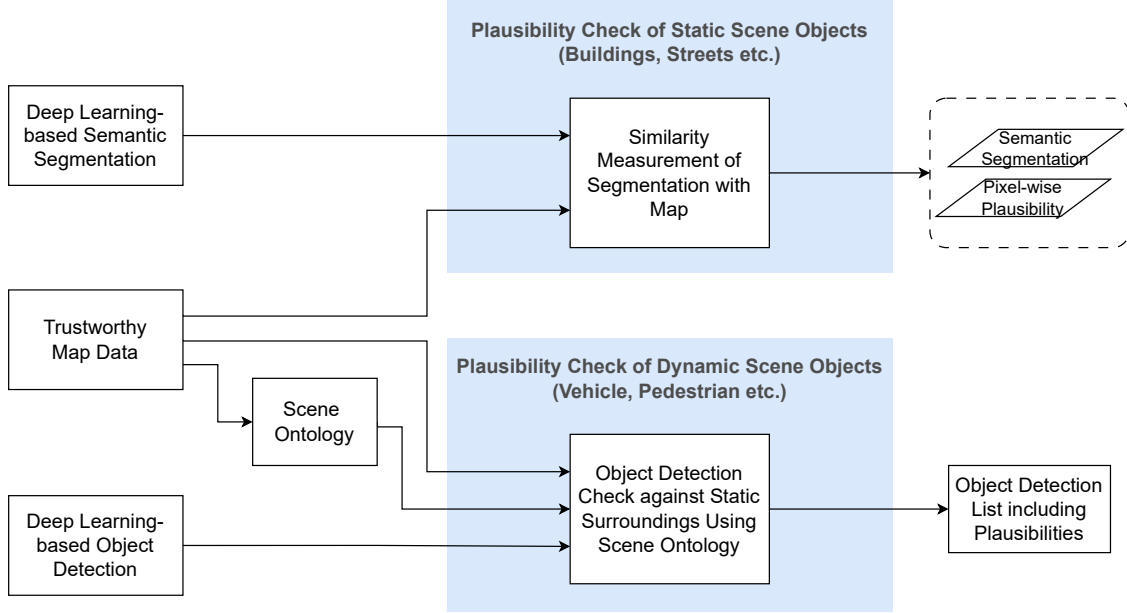 Plausibility Check of Static Scene Objects
(Buildings, Streets etc.)
Deep Learning-
based Semantic
Segmentation
Similarity
Measurement of
Segmentation with
Map
Semantic
Segmentation
Pixel-wise
Plausibility
Trustworthy
Map Data
Scene
Ontology
Plausibility Check of Dynamic Scene Objects
(Vehicle, Pedestrian etc.)
Deep Learning-
based Object
Detection
Object Detection
Check against Static
Surroundings Using
Scene Ontology
Object Detection
List including
Plausibilities